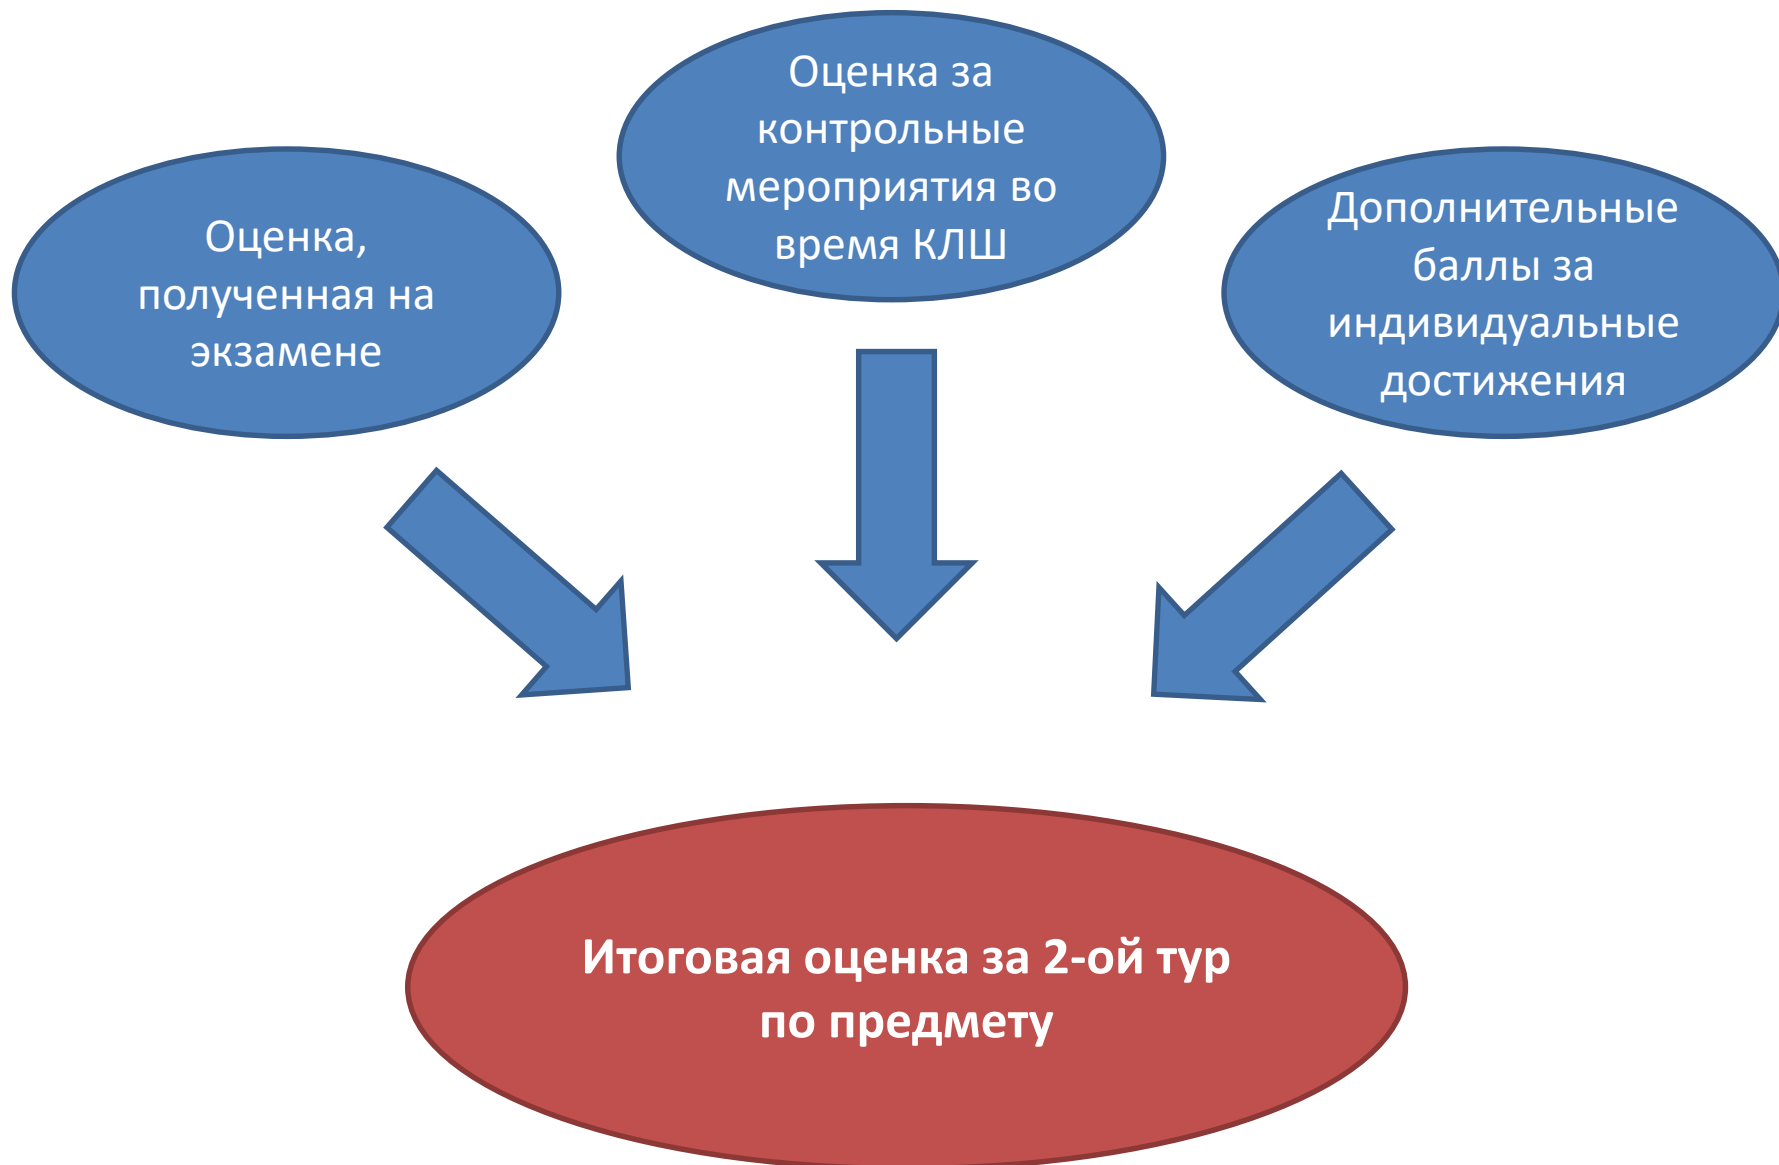 Оценка,
полученная на
экзамене
Оценка за
контрольные
мероприятия во
время КЛШ
Дополнительные
баллы за
индивидуальные
достижения
Итоговая оценка за 2-ой тур
по предмету